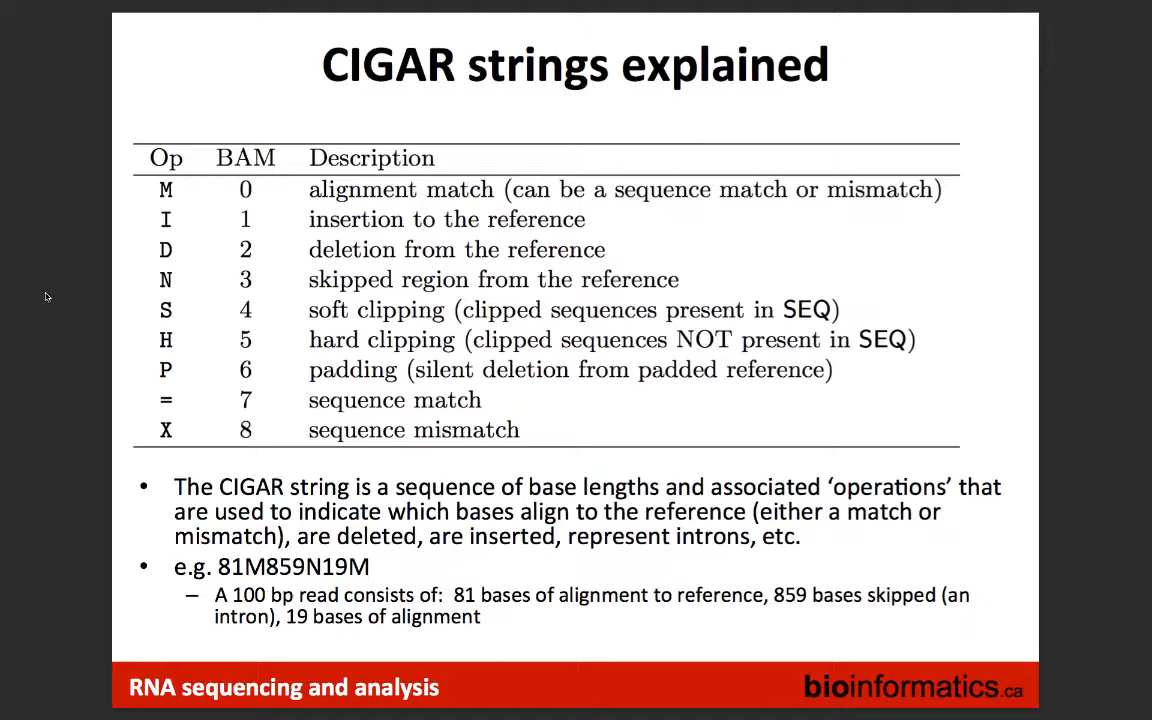 CIGAR strings explained
Op BAM Description
M 0 alignment match (can be a sequence match or mismatch)
I 1 insertion to the reference
D 2 deletion from the reference
N 3 skipped region from the reference
S 4 soft clipping (clipped sequences present in SEQ)
H 5 hard clipping (clipped sequences NOT present in SEQ)
P 6 padding (silent deletion from padded reference)
= 7 sequence match
X 8 sequence mismatch
• The CIGAR string is a sequence of base lengths and associated ‘operations’ that
are used to indicate which bases align to the reference (either a match or
mismatch), are deleted, are inserted, represent introns, etc.
• e.g. 81M859N19M
– A 100 bp read consists of: 81 bases of alignment to reference, 859 bases skipped (an
intron), 19 bases of alignment
RNA sequencing and analysis
bioinformatics.ca